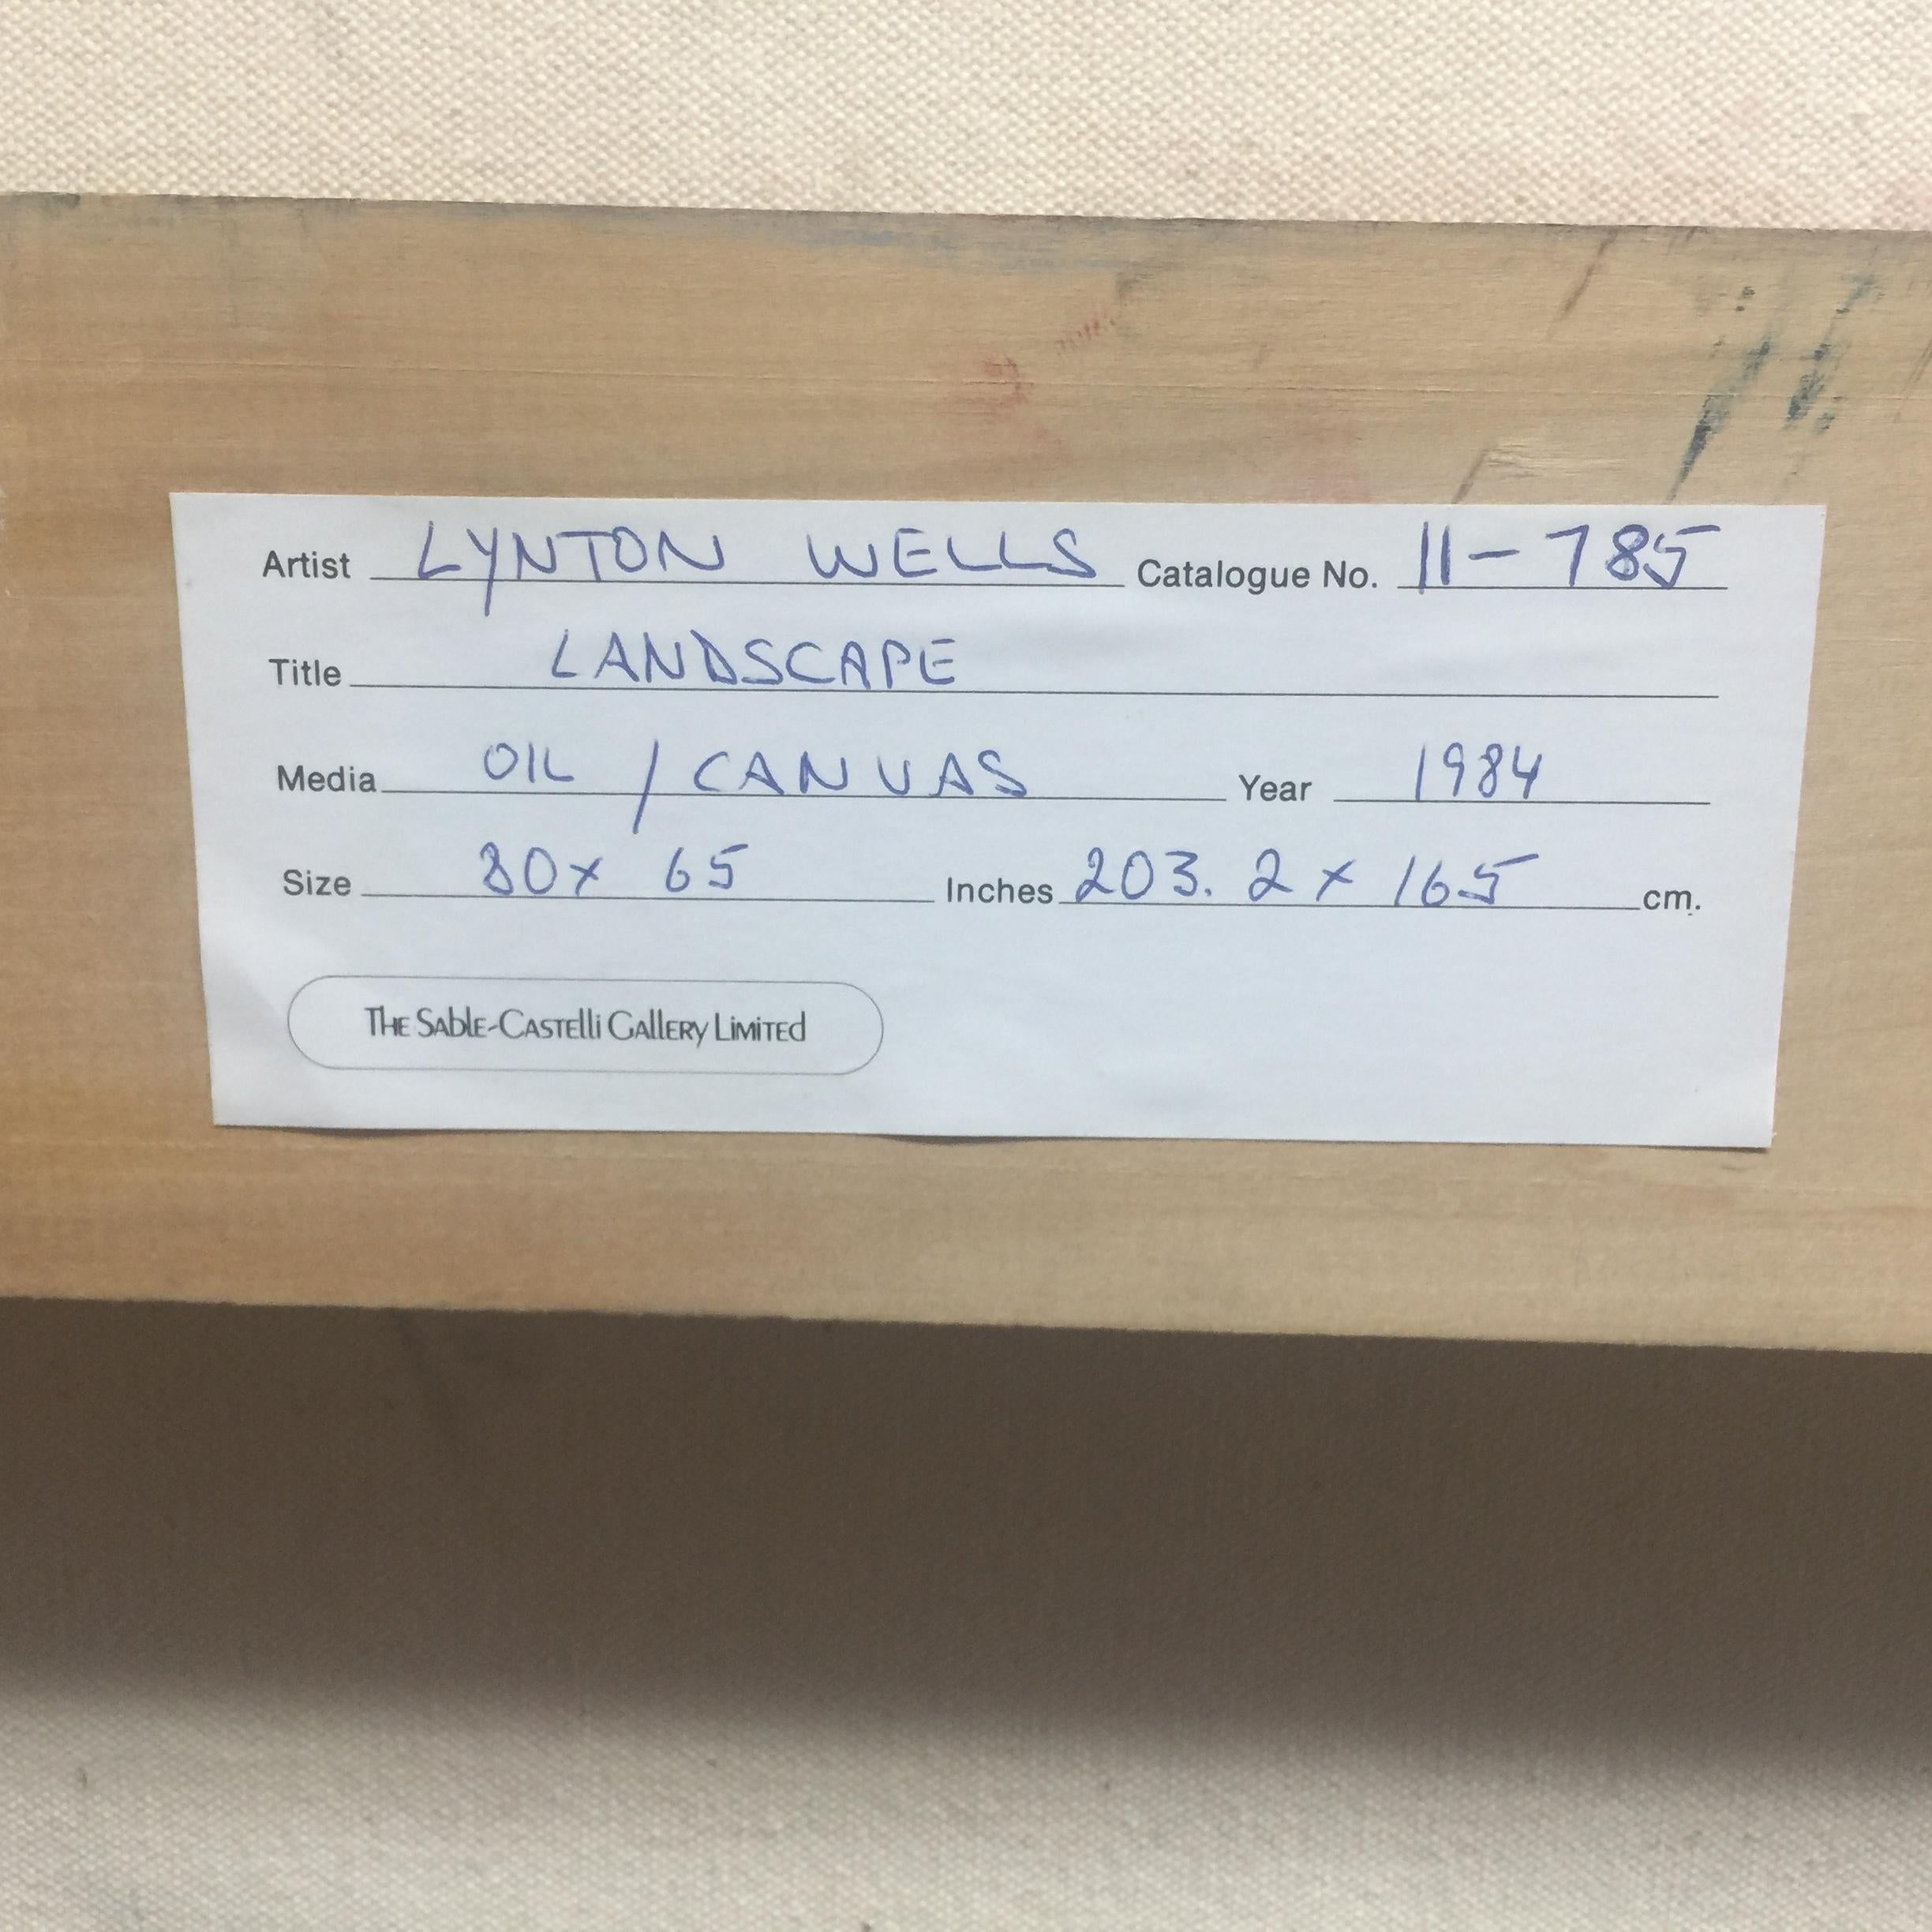 Artist LYNTON WELLS Catalogue No. 11-785
Title LANDSCAPE
Media OIL / CANVAS Year 1984
Size 80 x 65 Inches 203.2 x 165 cm.
The Sable-Castelli Gallery Limited